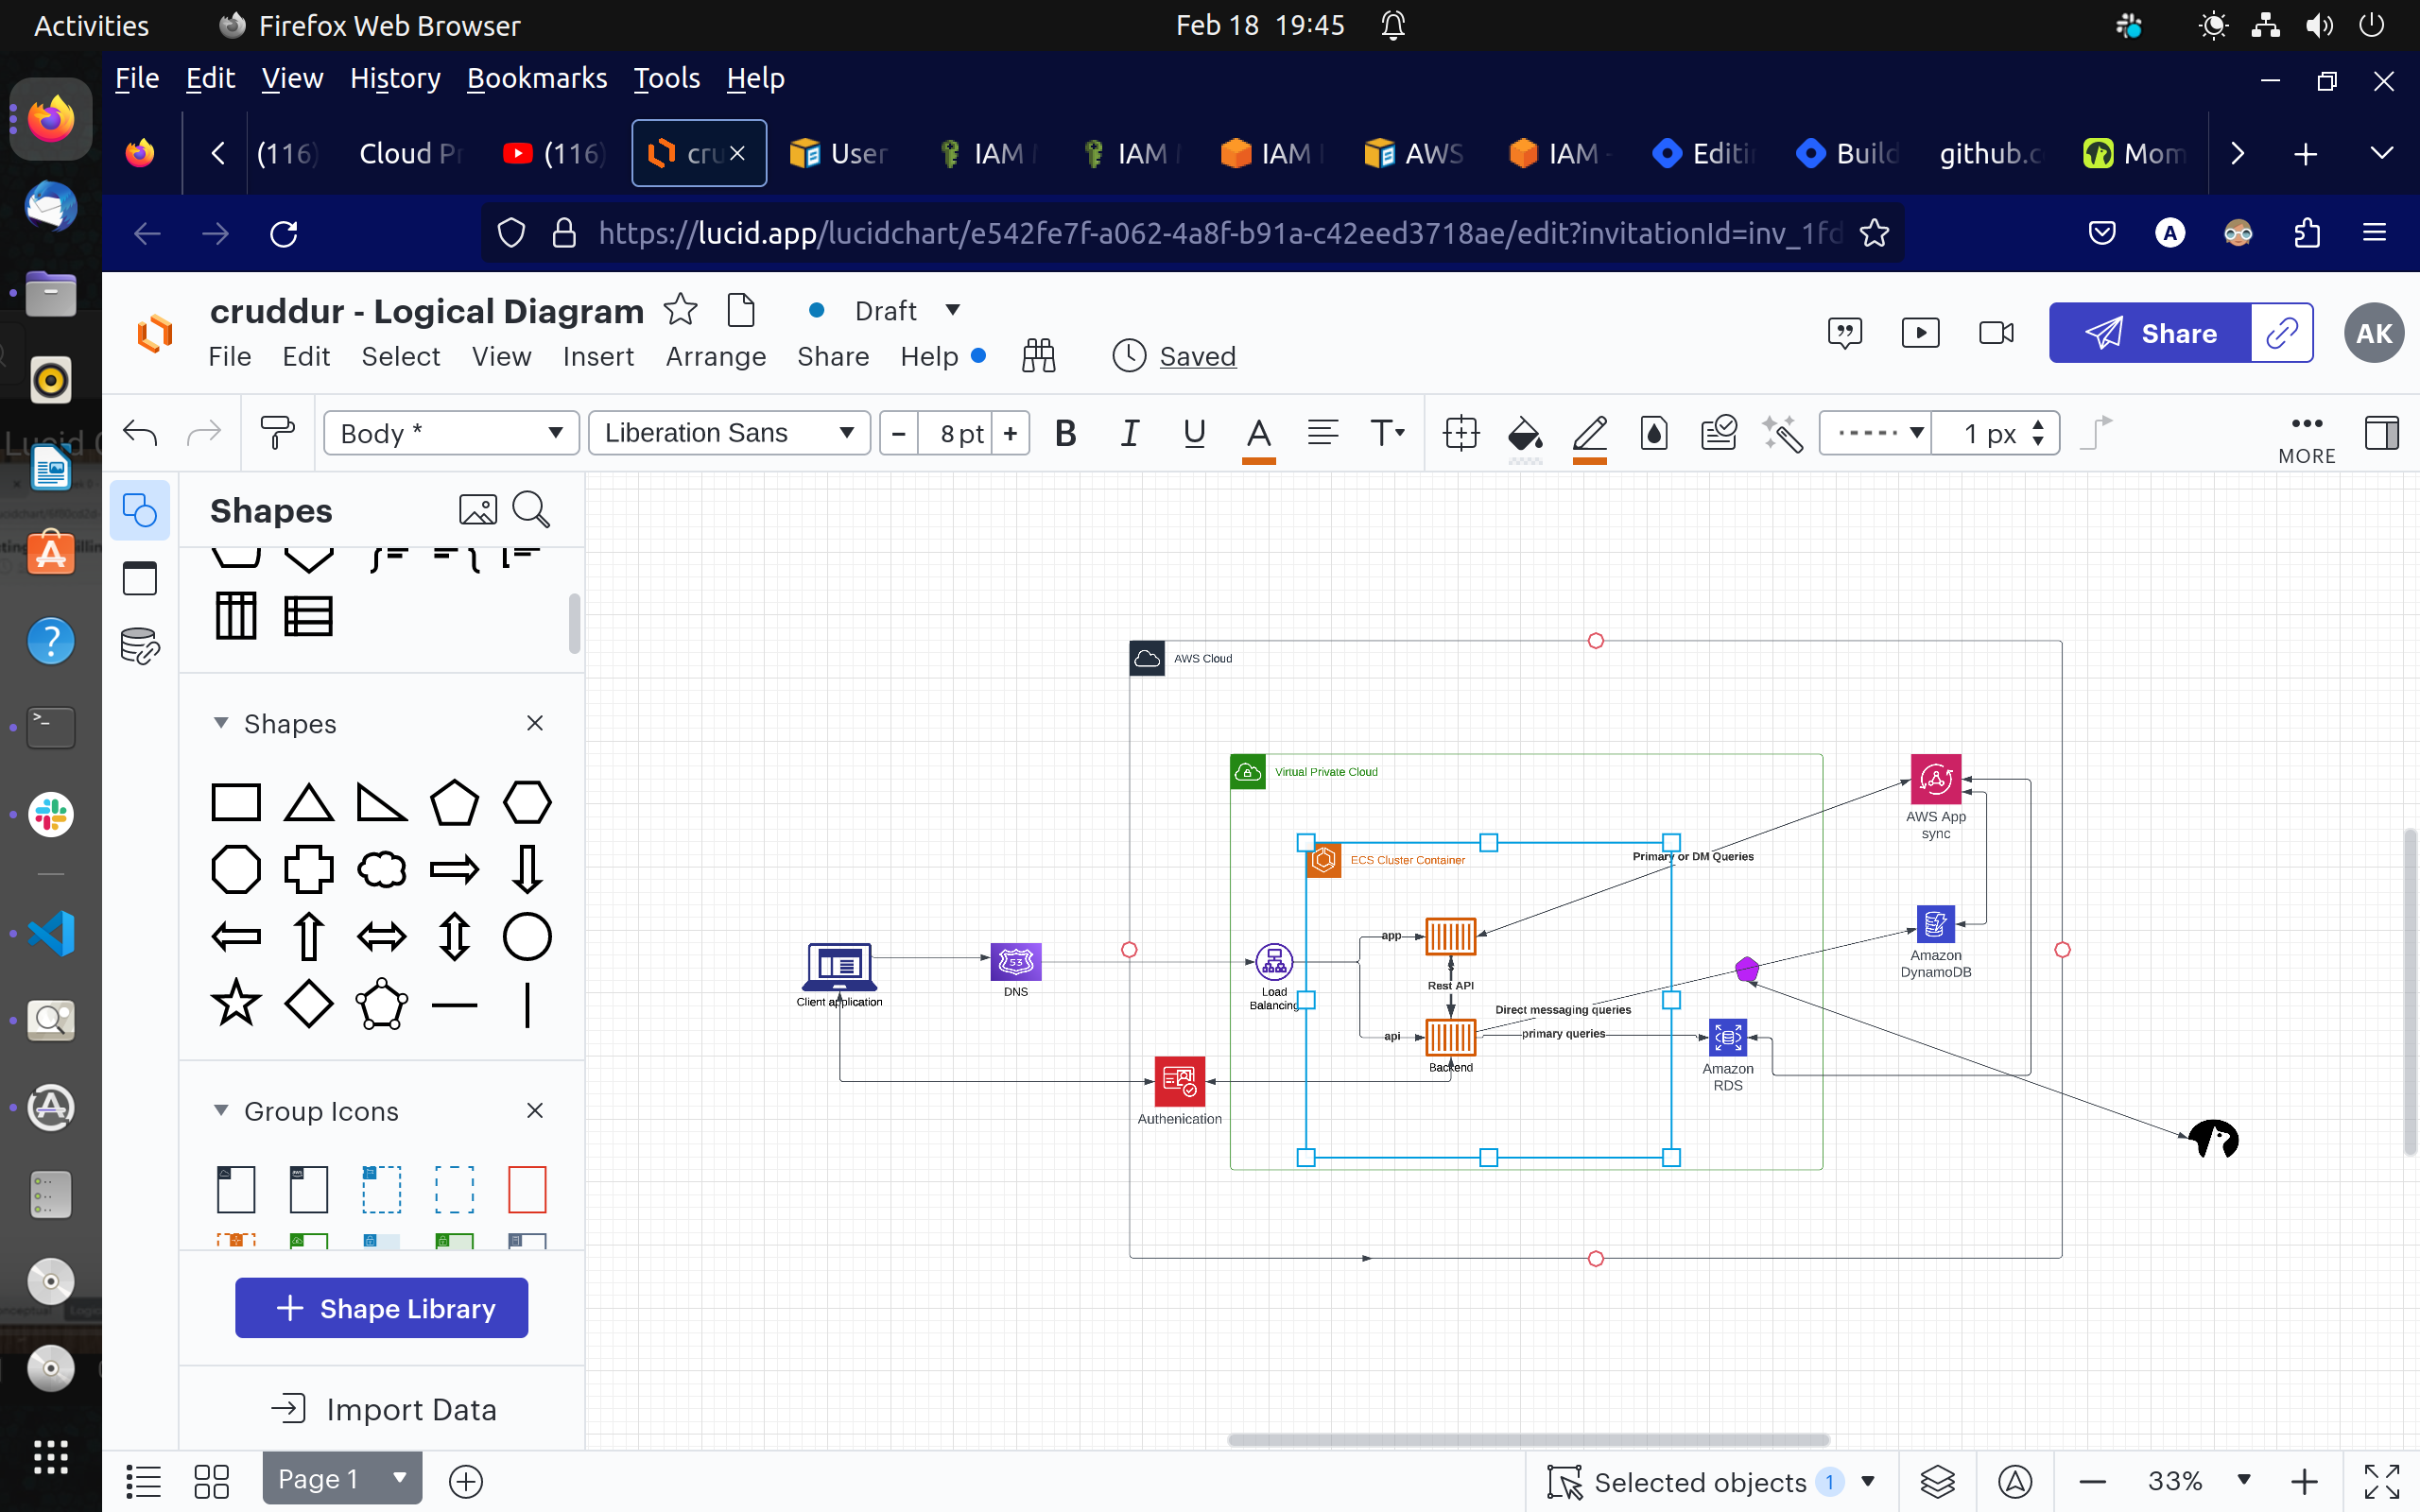 Activities
Firefox Web Browser
Feb 18 19:45
File Edit View History Bookmarks Tools Help
(116)
Cloud Pr
(116)
cru
User
IAM
IAM
IAM
AWS
IAM
Editin
Build
github.c
Mom
https://lucid.app/lucidchart/e542fe7f-a062-4a8f-b91a-c42eed3718ae/edit?invitationId=inv_1fd
A
cruddur - Logical Diagram
Draft
File Edit Select View Insert Arrange Share Help
Saved
Share
AK
Body *
Liberation Sans
− 8 pt +
B I U A T
1 px
MORE
Shapes
Shapes
Group Icons
+ Shape Library
Import Data
AWS Cloud
Virtual Private Cloud
ECS Cluster Container
Primary or DM Queries
AWS App
sync
app
Client application
53
DNS
Load
Balancing
Rest API
Amazon
DynamoDB
Direct messaging queries
api
primary queries
Backend
Amazon
RDS
Authenication
Page 1
Selected objects 1
33%